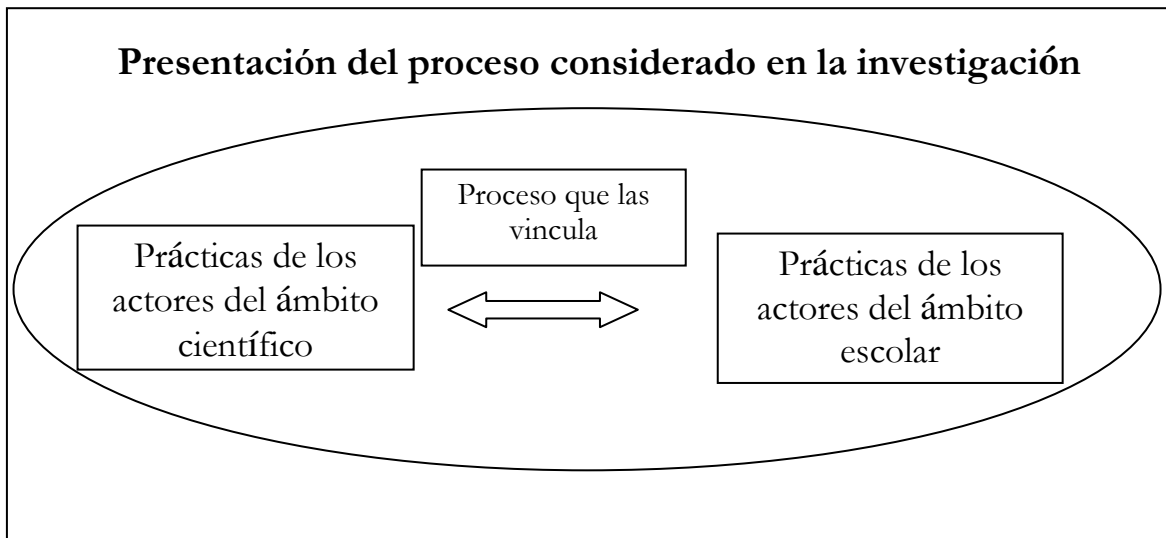 Presentación del proceso considerado en la investigación
Proceso que las
vincula
Prácticas de los
actores del ámbito
científico
Prácticas de los
actores del ámbito
escolar